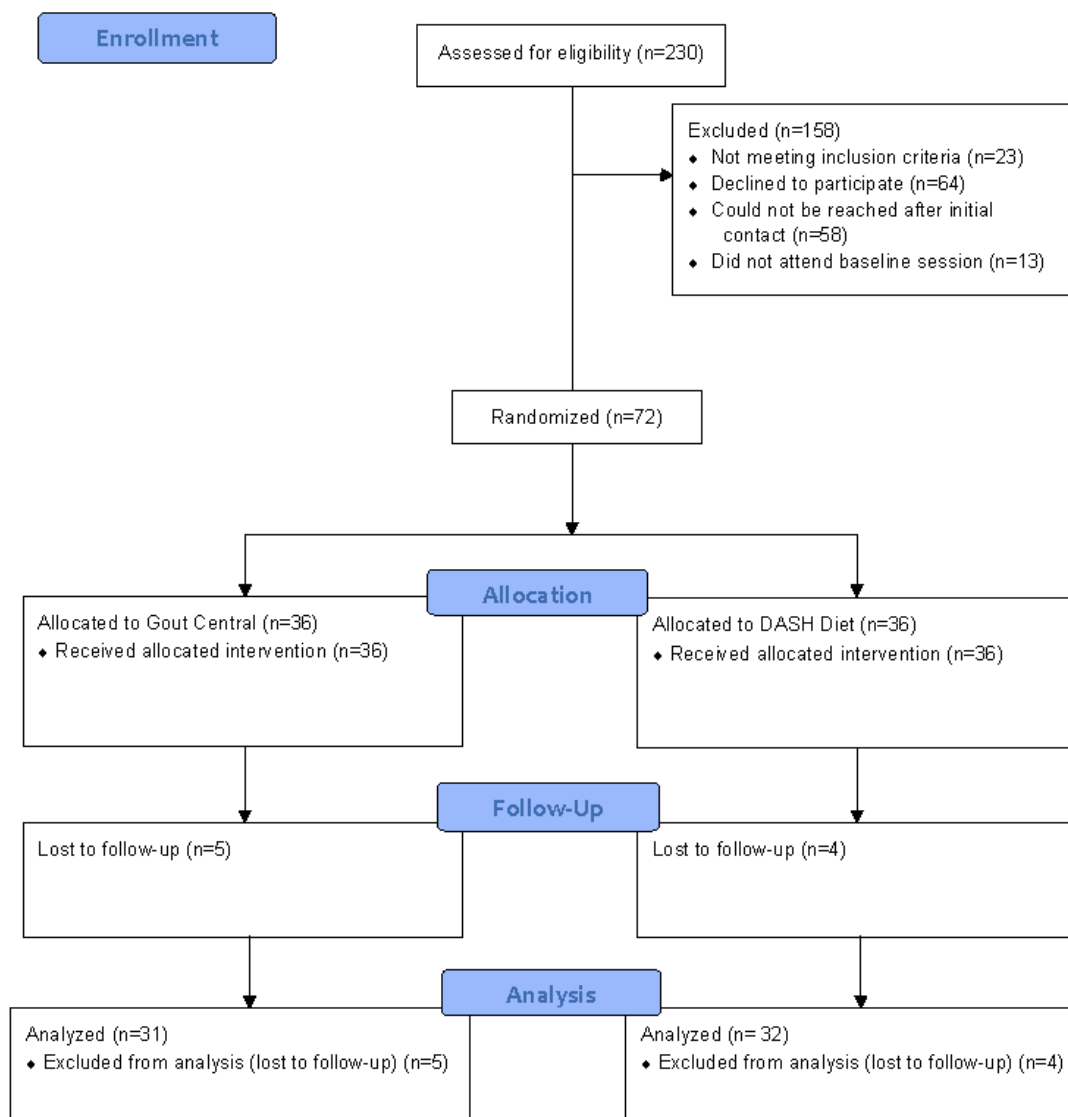 Enrollment
Assessed for eligibility (n=230)
Excluded (n=158)
◆ Not meeting inclusion criteria (n=23)
◆ Declined to participate (n=64)
◆ Could not be reached after initial
contact (n=58)
◆ Did not attend baseline session (n=13)
Randomized (n=72)
Allocation
Allocated to Gout Central (n=36)
◆ Received allocated intervention (n=36)
Allocated to DASH Diet (n=36)
◆ Received allocated intervention (n=36)
Follow-Up
Lost to follow-up (n=5)
Lost to follow-up (n=4)
Analysis
Analyzed (n=31)
◆ Excluded from analysis (lost to follow-up) (n=5)
Analyzed (n= 32)
◆ Excluded from analysis (lost to follow-up) (n=4)